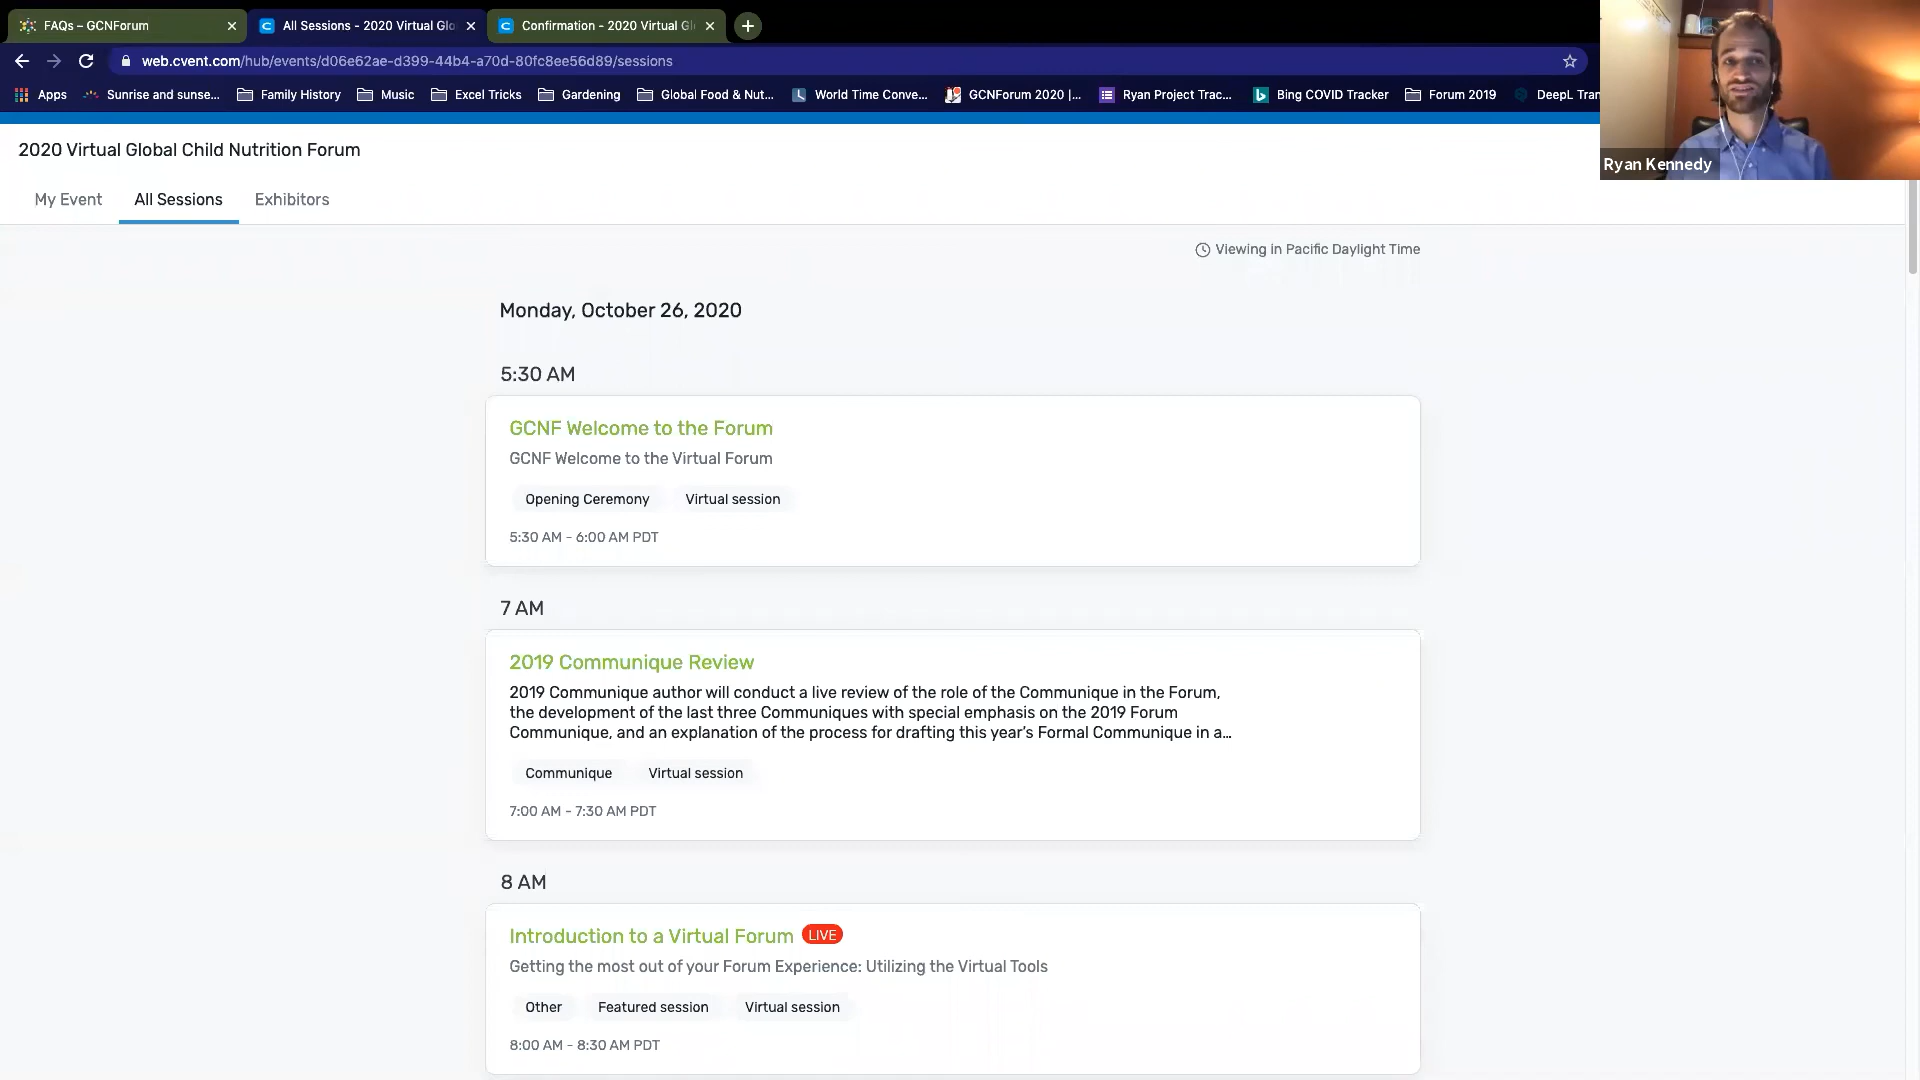 FAQs – GCNForum
All Sessions - 2020 Virtual Glo
Confirmation - 2020 Virtual Gl
web.cvent.com/hub/events/d06e62ae-d399-44b4-a70d-80fc8ee56d89/sessions
Apps
Sunrise and sunse...
Family History
Music
Excel Tricks
Gardening
Global Food & Nut...
World Time Conve...
GCNForum 2020 |...
Ryan Project Trac...
Bing COVID Tracker
Forum 2019
DeepL Tran
Ryan Kennedy
2020 Virtual Global Child Nutrition Forum
My Event
All Sessions
Exhibitors
Viewing in Pacific Daylight Time
Monday, October 26, 2020
5:30 AM
GCNF Welcome to the Forum
GCNF Welcome to the Virtual Forum
Opening Ceremony
Virtual session
5:30 AM - 6:00 AM PDT
7 AM
2019 Communique Review
2019 Communique author will conduct a live review of the role of the Communique in the Forum,
the development of the last three Communiques with special emphasis on the 2019 Forum
Communique, and an explanation of the process for drafting this year's Formal Communique in a...
Communique
Virtual session
7:00 AM - 7:30 AM PDT
8 AM
Introduction to a Virtual Forum LIVE
Getting the most out of your Forum Experience: Utilizing the Virtual Tools
Other
Featured session
Virtual session
8:00 AM - 8:30 AM PDT